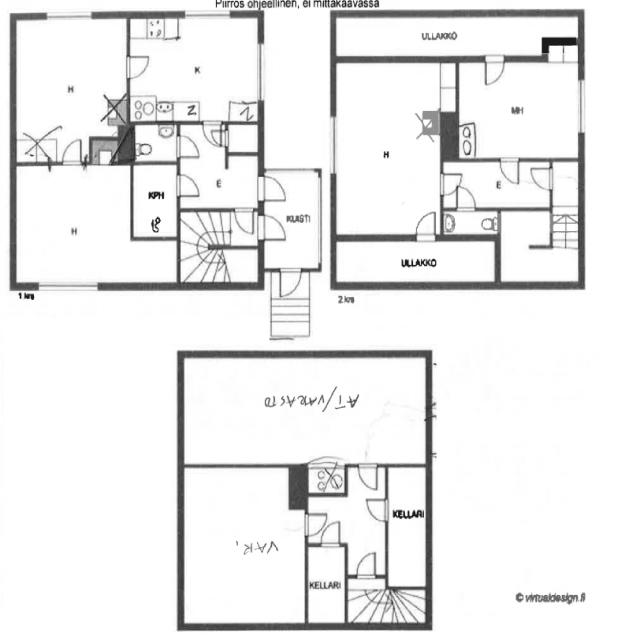 Piirros ohjeellinen, ei mittakaavassa
H
K
H
KPH
E
KUISTI
1 krs
ULLAKKO
MH
H
E
ULLAKKO
2 krs
AT/VARASTO
VAR.
KELLARI
KELLARI
© virtualdesign.fi